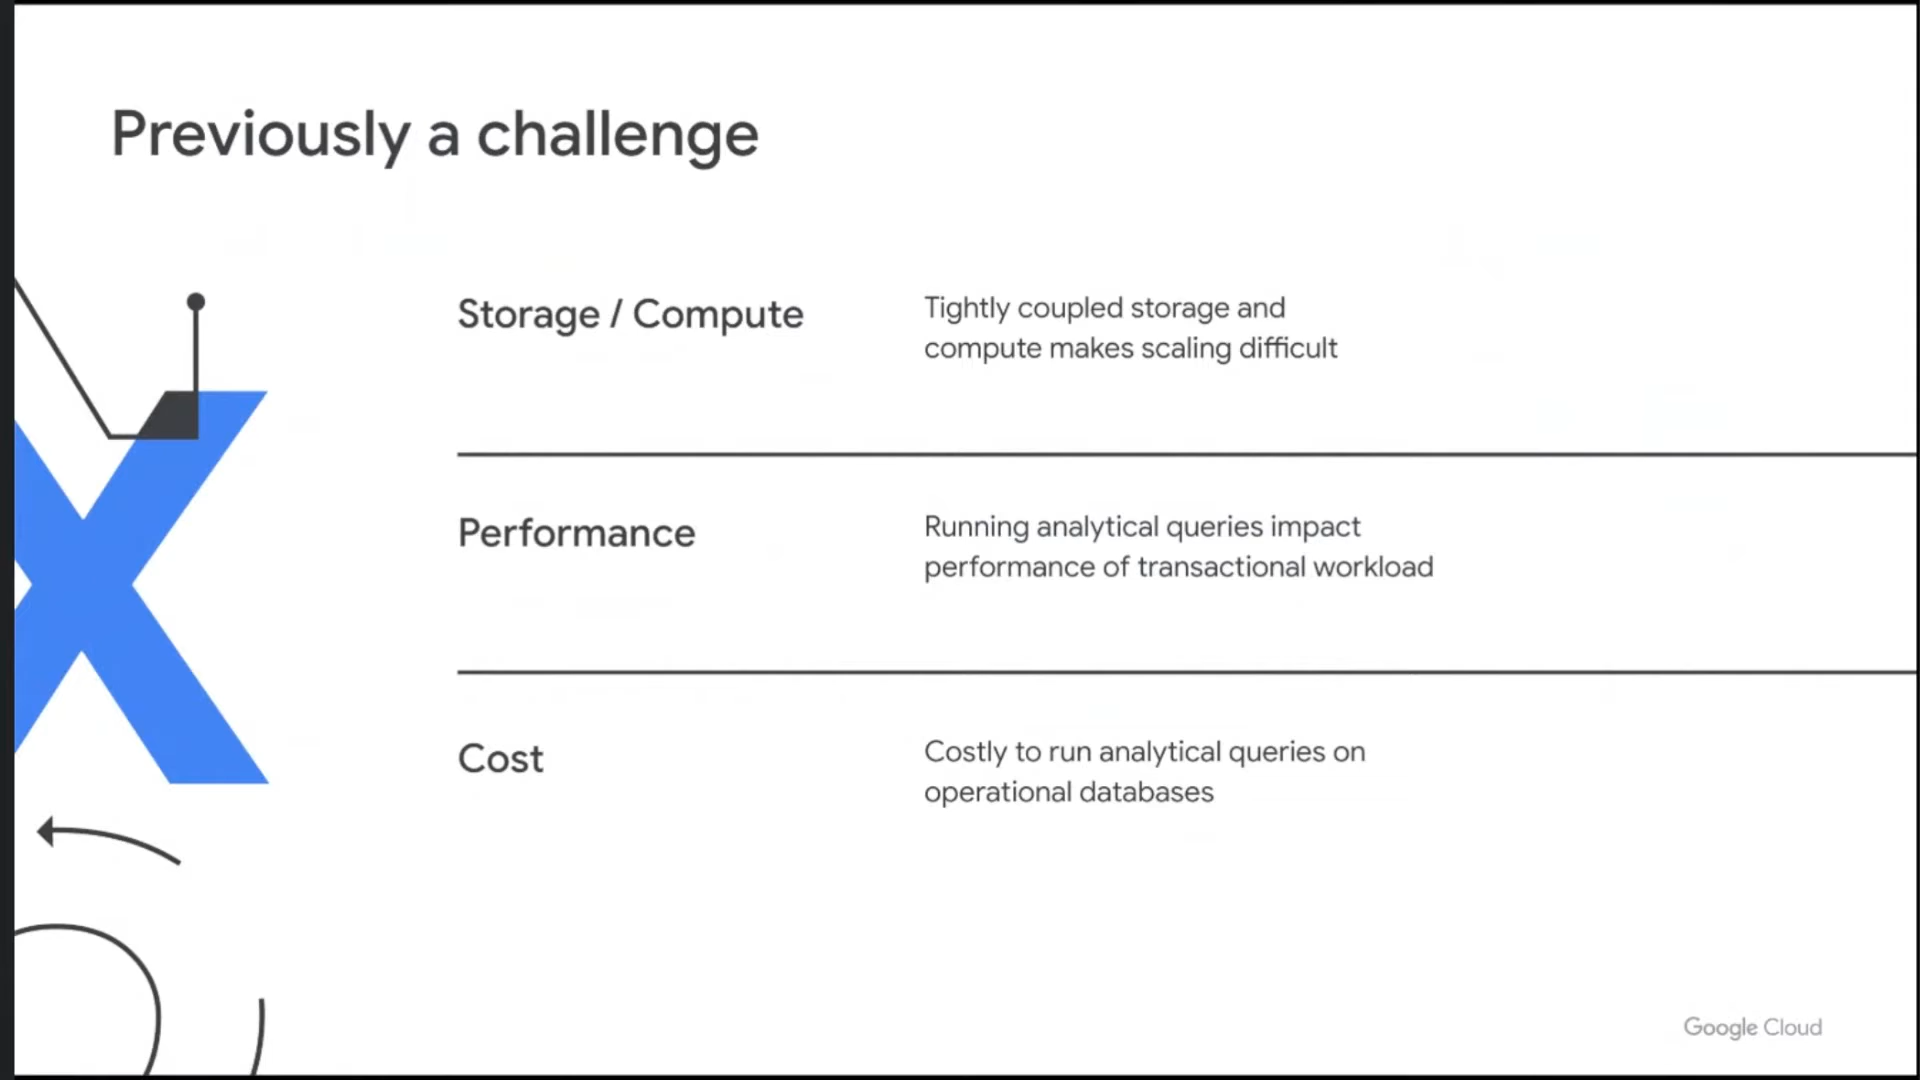 Previously a challenge
Storage / Compute
Tightly coupled storage and
compute makes scaling difficult
Performance
Running analytical queries impact
performance of transactional workload
Cost
Costly to run analytical queries on
operational databases
Google Cloud